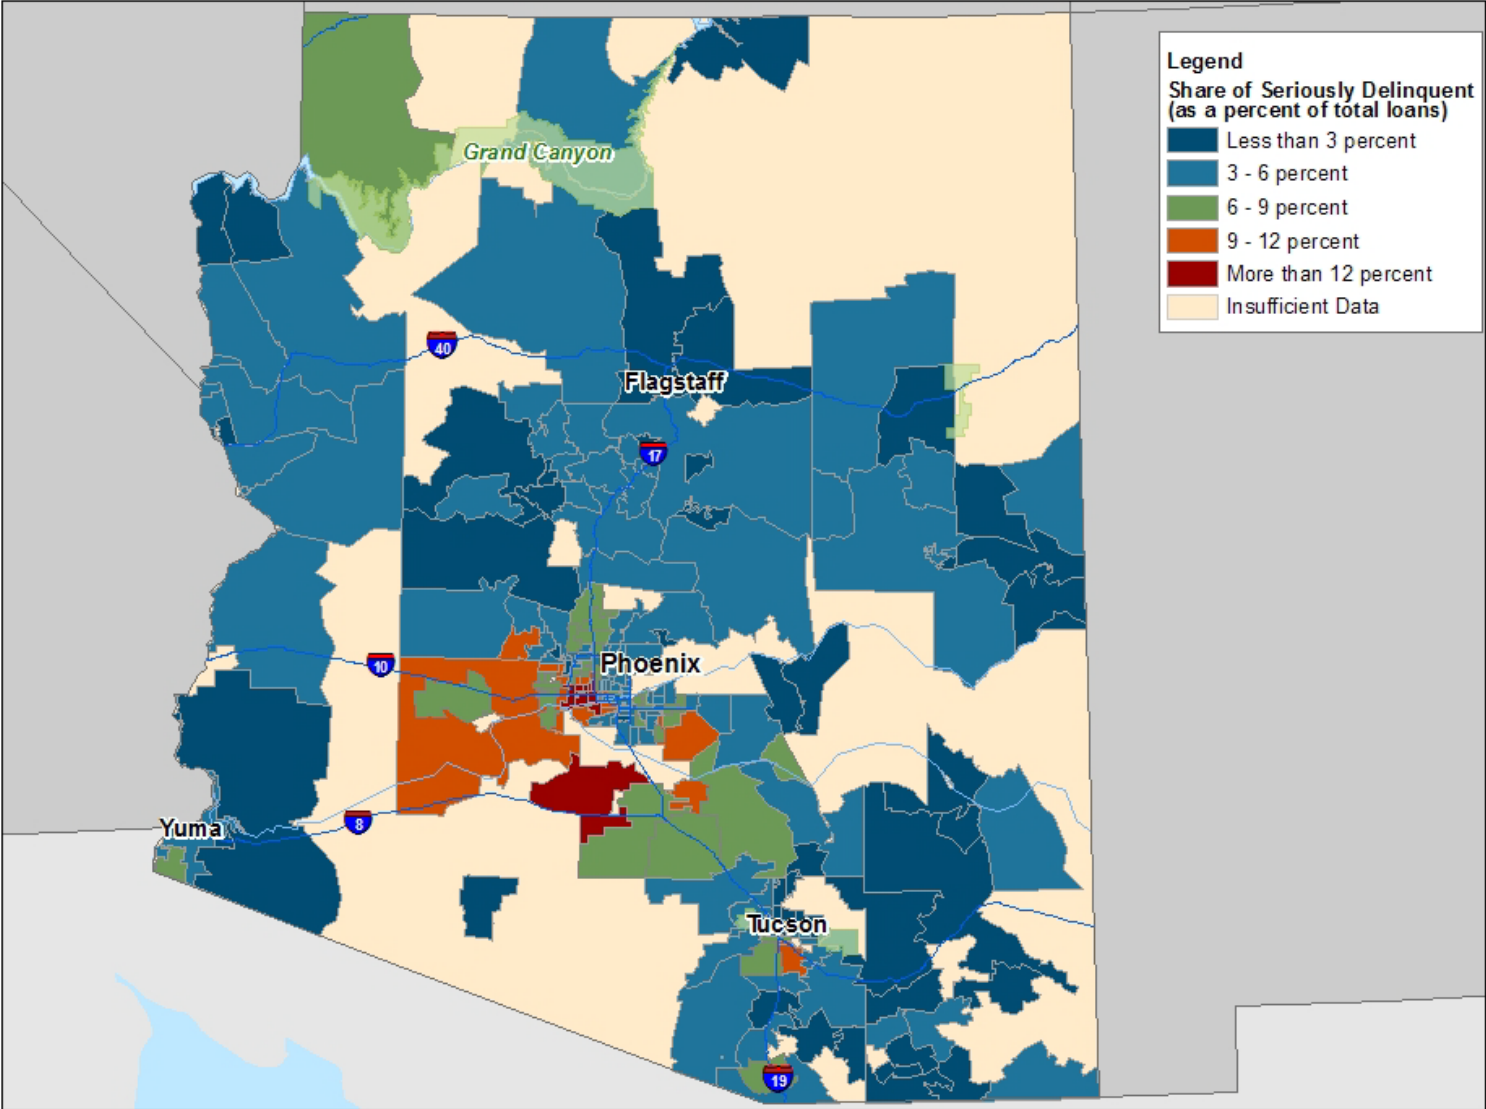 Legend
Share of Seriously Delinquent
(as a percent of total loans)
Less than 3 percent
3 - 6 percent
6 - 9 percent
9 - 12 percent
More than 12 percent
Insufficient Data
Grand Canyon
40
Flagstaff
17
Phoenix
10
Yuma
8
Tucson
19